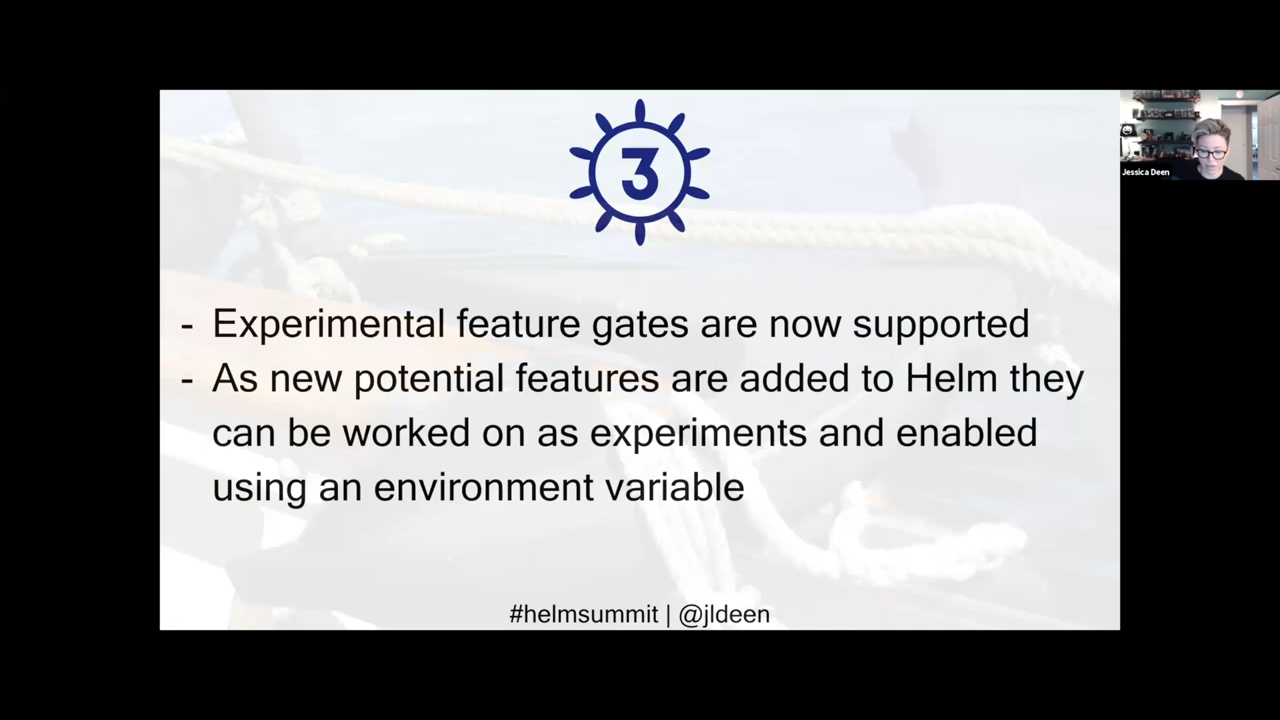 3
Jessica Deen
- Experimental feature gates are now supported
- As new potential features are added to Helm they
can be worked on as experiments and enabled
using an environment variable
#helmsummit | @jldeen